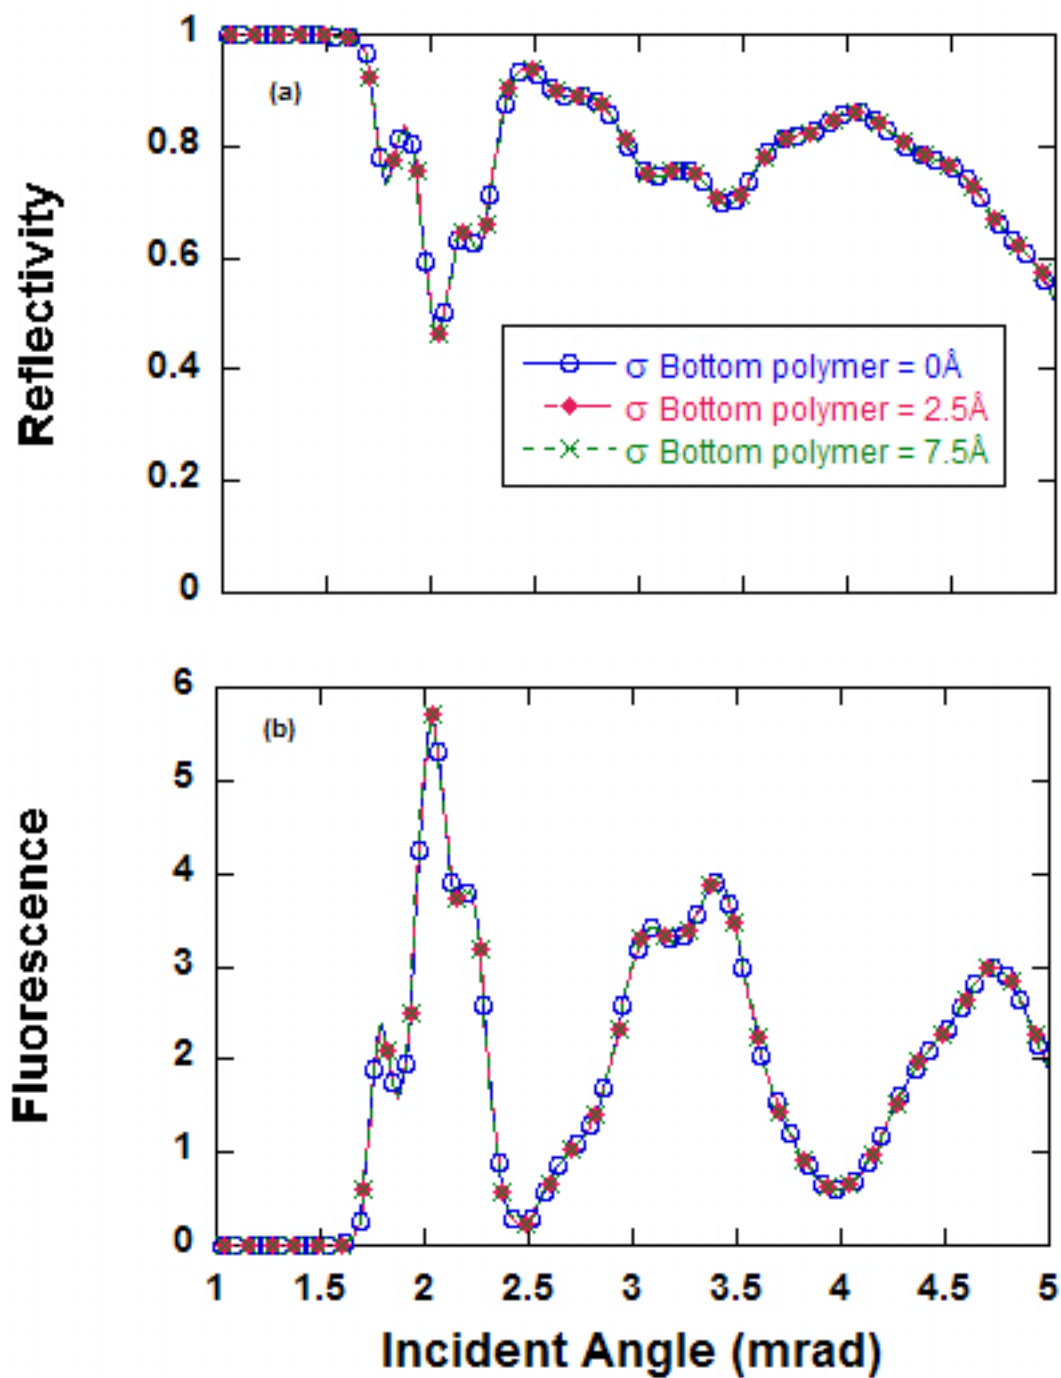 1
(a)
0.8
0.6
0.4
0.2
0
Reflectivity
σ Bottom polymer = 0Å
σ Bottom polymer = 2.5Å
σ Bottom polymer = 7.5Å
6
(b)
5
4
3
2
1
0
Fluorescence
1 1.5 2 2.5 3 3.5 4 4.5 5
Incident Angle (mrad)